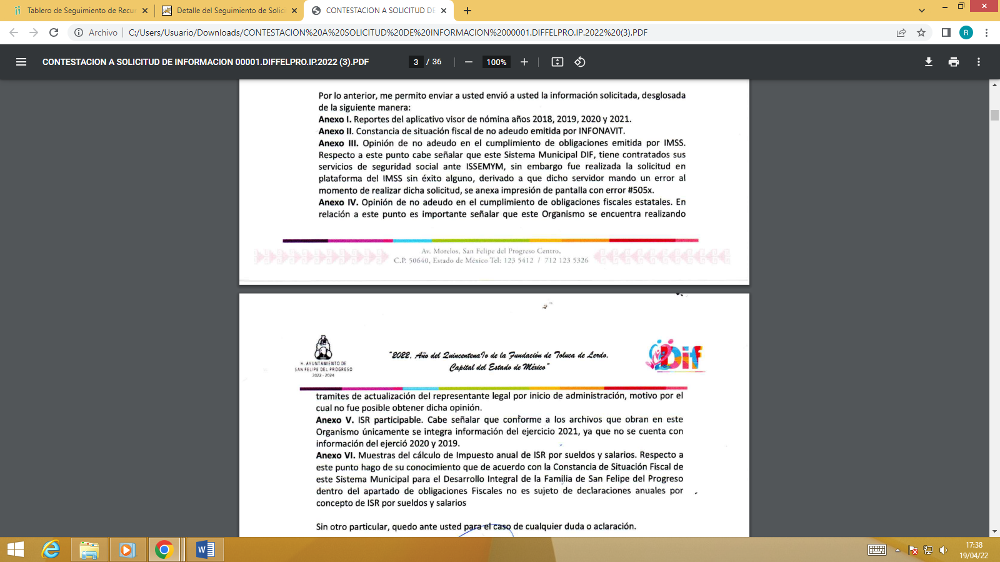 Tablero de Seguimiento de Recur
Detalle del Seguimiento de Solici
CONTESTACION A SOLICITUD DE
Archivo
C:/Users/Usuario/Downloads/CONTESTACION%20A%20SOLICITUD%20DE%20INFORMACION%2000001.DIFFELPRO.IP.2022%20(3).PDF
R
CONTESTACION A SOLICITUD DE INFORMACION 00001.DIFFELPRO.IP.2022 (3).PDF
3 / 36
100%
Por lo anterior, me permito enviar a usted envió a usted la información solicitada, desglosada
de la siguiente manera:
Anexo I. Reportes del aplicativo visor de nómina años 2018, 2019, 2020 y 2021.
Anexo II. Constancia de situación fiscal de no adeudo emitida por INFONAVIT.
Anexo III. Opinión de no adeudo en el cumplimiento de obligaciones emitida por IMSS.
Respecto a este punto cabe señalar que este Sistema Municipal DIF, tiene contratados sus
servicios de seguridad social ante ISSEMYM, sin embargo fue realizada la solicitud en
plataforma del IMSS sin éxito alguno, derivado a que dicho servidor mando un error al
momento de realizar dicha solicitud, se anexa impresión de pantalla con error #505x.
Anexo IV. Opinión de no adeudo en el cumplimiento de obligaciones fiscales estatales. En
relación a este punto es importante señalar que este Organismo se encuentra realizando
Av. Morelos, San Felipe del Progreso Centro,
C.P. 50640, Estado de México Tel: 123 5412 / 712 123 5326
H. AYUNTAMIENTO DE
SAN FELIPE DEL PROGRESO
2022 - 2024
"2022. Año del Quincentenalo de la Fundación de Toluca de Lerdo,
Capital del Estado de México"
Dif
tramites de actualización del representante legal por inicio de administración, motivo por el
cual no fue posible obtener dicha opinión.
Anexo V. ISR participable. Cabe señalar que conforme a los archivos que obran en este
Organismo únicamente se integra información del ejercicio 2021, ya que no se cuenta con
información del ejerció 2020 y 2019.
Anexo VI. Muestras del cálculo de Impuesto anual de ISR por sueldos y salarios. Respecto a
este punto hago de su conocimiento que de acuerdo con la Constancia de Situación Fiscal de
este Sistema Municipal para el Desarrollo Integral de la Familia de San Felipe del Progreso
dentro del apartado de obligaciones Fiscales no es sujeto de declaraciones anuales por
concepto de ISR por sueldos y salarios
Sin otro particular, quedo ante usted para el caso de cualquier duda o aclaración.
17:38
19/04/22